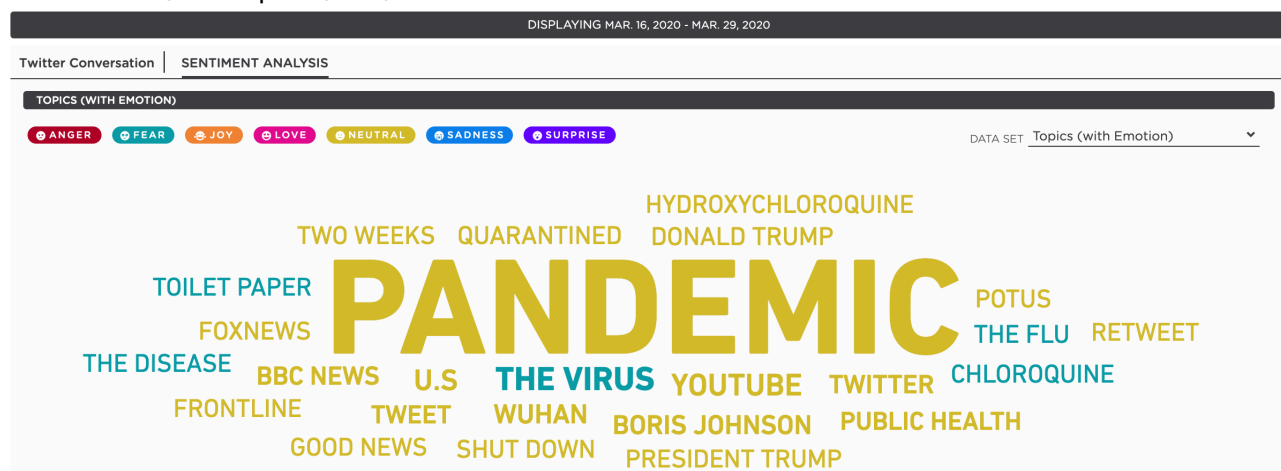 DISPLAYING MAR. 16, 2020 - MAR. 29, 2020
Twitter Conversation SENTIMENT ANALYSIS
TOPICS (WITH EMOTION)
ANGER FEAR JOY LOVE NEUTRAL SADNESS SURPRISE
DATA SET Topics (with Emotion)
HYDROXYCHLOROQUINE
TWO WEEKS QUARANTINED DONALD TRUMP
TOILET PAPER PANDEMIC POTUS
FOXNEWS THE FLU RETWEET
THE DISEASE BBC NEWS U.S THE VIRUS YOUTUBE TWITTER CHLOROQUINE
FRONTLINE TWEET WUHAN BORIS JOHNSON PUBLIC HEALTH
GOOD NEWS SHUT DOWN PRESIDENT TRUMP